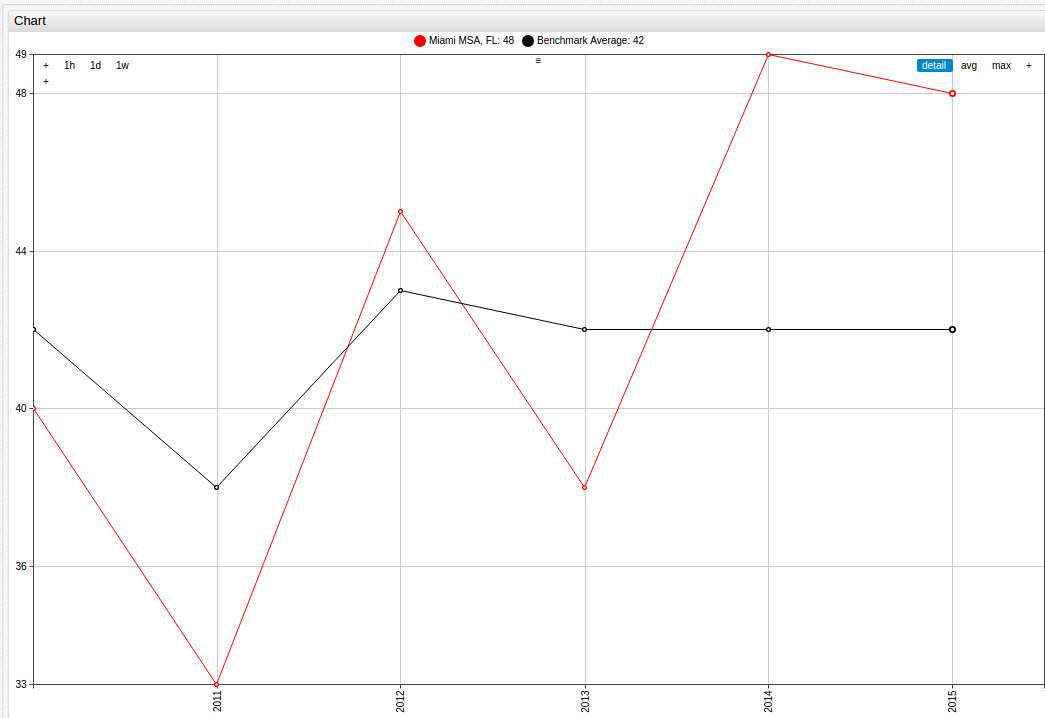 Chart
Miami MSA, FL: 48 Benchmark Average: 42
49
+ 1h 1d 1w
≡
detail avg max +
+
48
44
40
36
33
2011 2012 2013 2014 2015